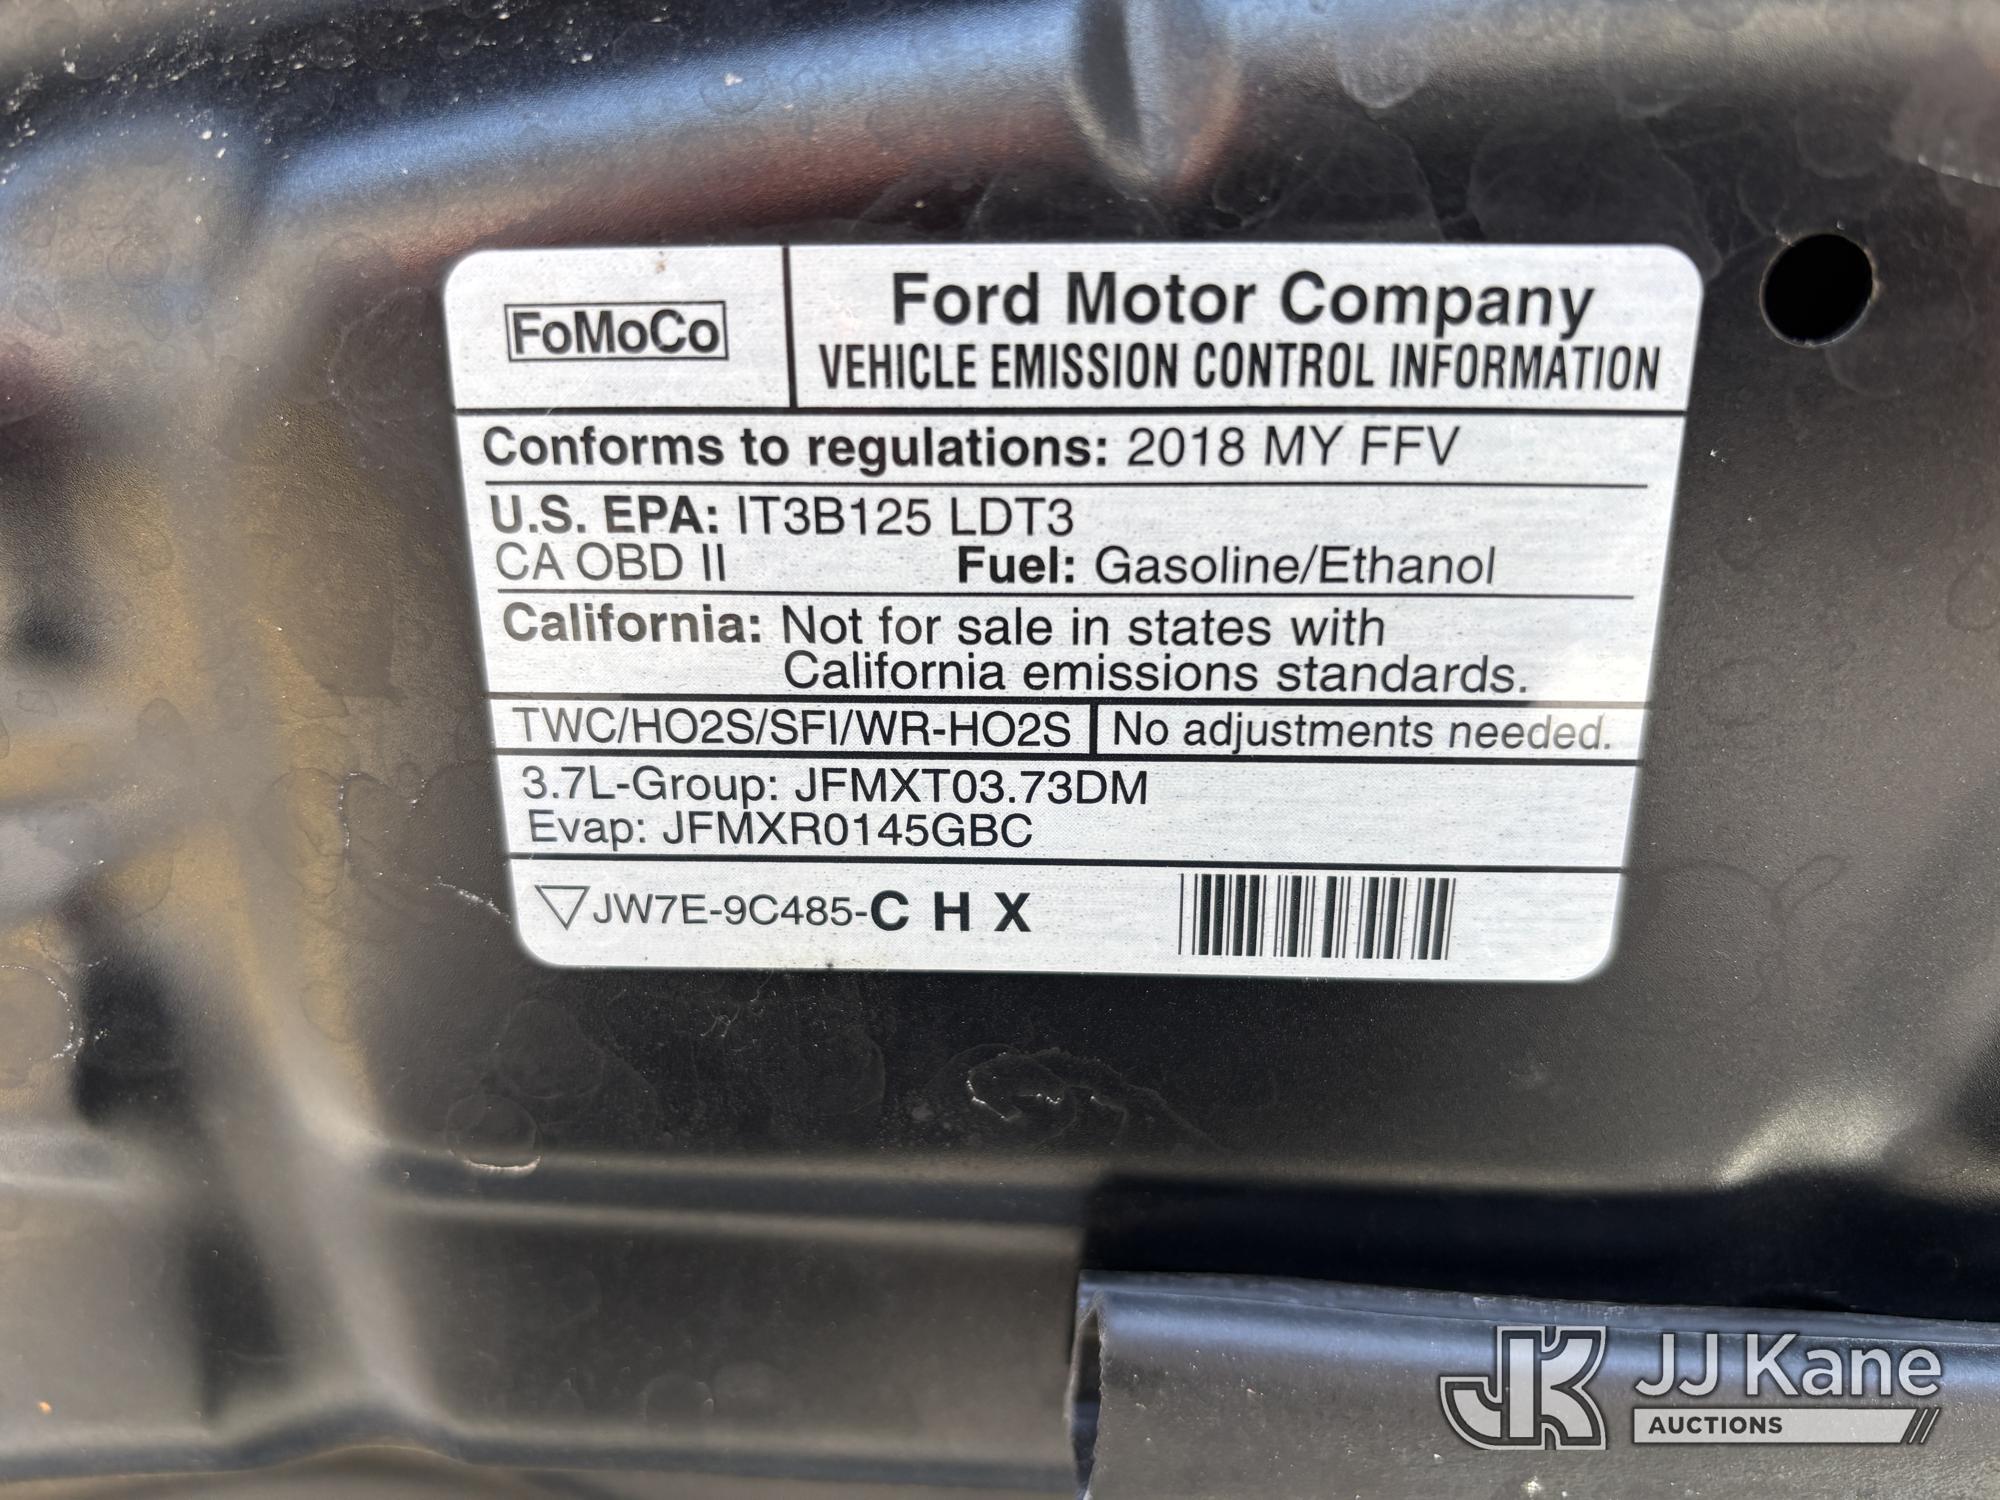 FoMoCo
Ford Motor Company
VEHICLE EMISSION CONTROL INFORMATION
Conforms to regulations: 2018 MY FFV
U.S. EPA: IT3B125 LDT3
CA OBD II Fuel: Gasoline/Ethanol
California: Not for sale in states with
California emissions standards.
TWC/HO2S/SFI/WR-HO2S No adjustments needed.
3.7L-Group: JFMXT03.73DM
Evap: JFMXR0145GBC
JW7E-9C485-C H X
JK JJ Kane
AUCTIONS